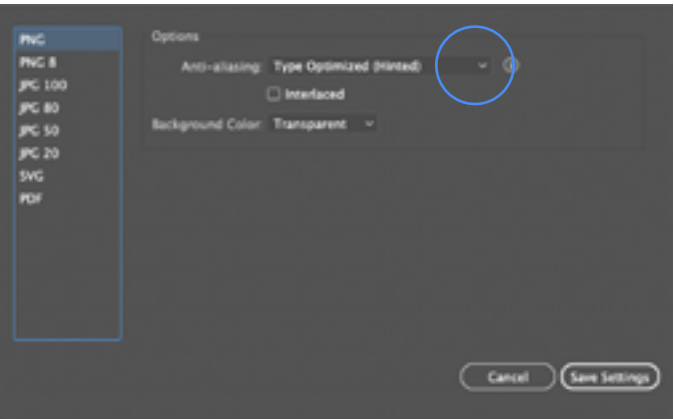 PNG
PNG 8
JPG 100
JPG 80
JPG 50
JPG 20
SVG
PDF
Options
Anti-aliasing: Type Optimized (Hinted)
Interlaced
Background Color: Transparent
Cancel
Save Settings